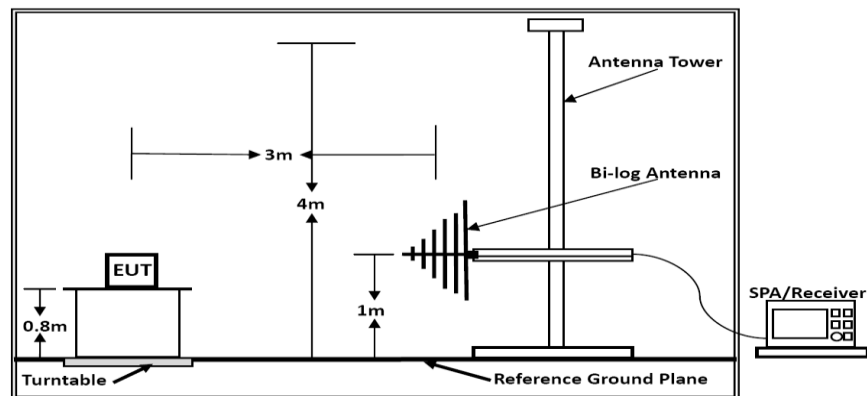 Antenna Tower
3m
Bi-log Antenna
4m
EUT
1m
SPA/Receiver
0.8m
Turntable
Reference Ground Plane